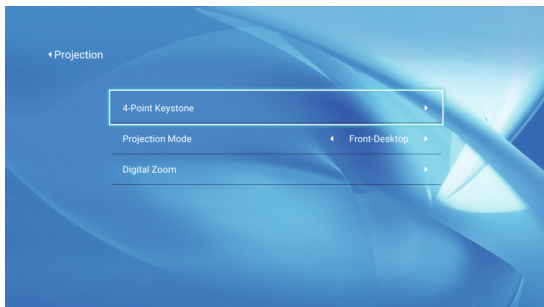 Projection
4-Point Keystone
Projection Mode Front-Desktop
Digital Zoom